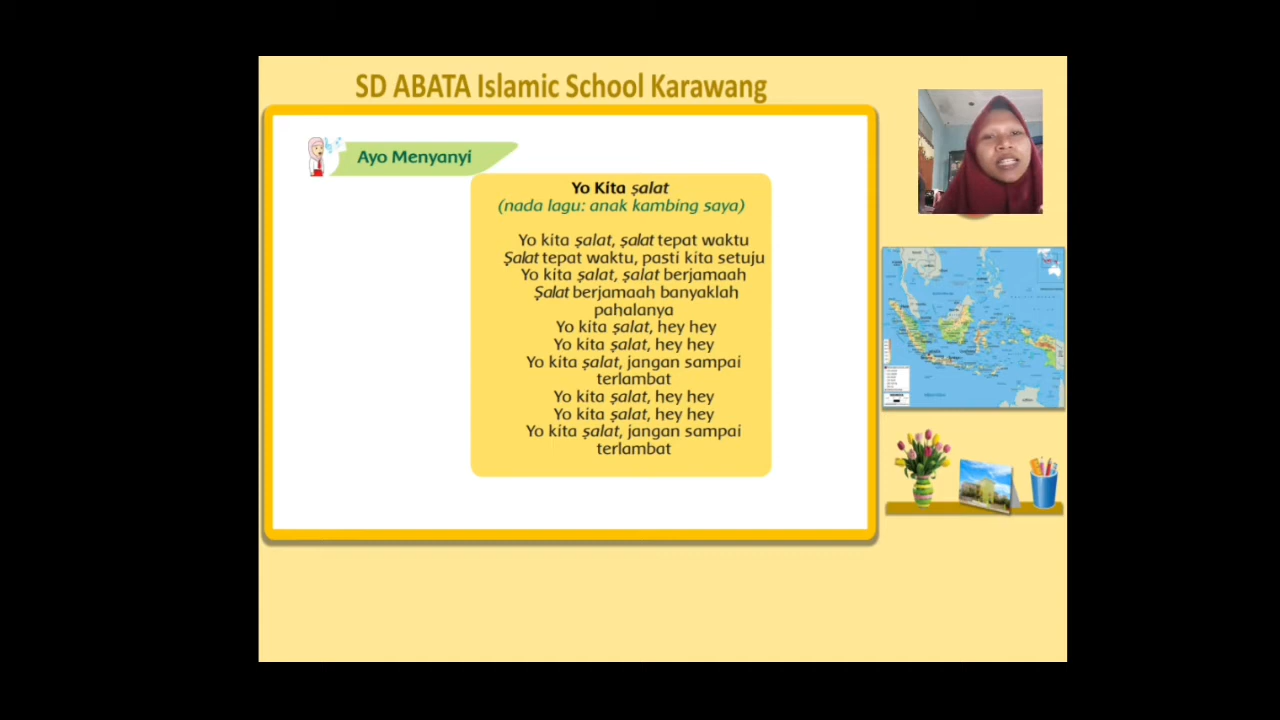 SD ABATA Islamic School Karawang
Ayo Menyanyi
Yo Kita ṣalat
(nada lagu: anak kambing saya)
Yo kita ṣalat, ṣalat tepat waktu
Ṣalat tepat waktu, pasti kita setuju
Yo kita ṣalat, ṣalat berjamaah
Ṣalat berjamaah banyaklah
pahalanya
Yo kita ṣalat, hey hey
Yo kita ṣalat, hey hey
Yo kita ṣalat, jangan sampai
terlambat
Yo kita ṣalat, hey hey
Yo kita ṣalat, hey hey
Yo kita ṣalat, jangan sampai
terlambat